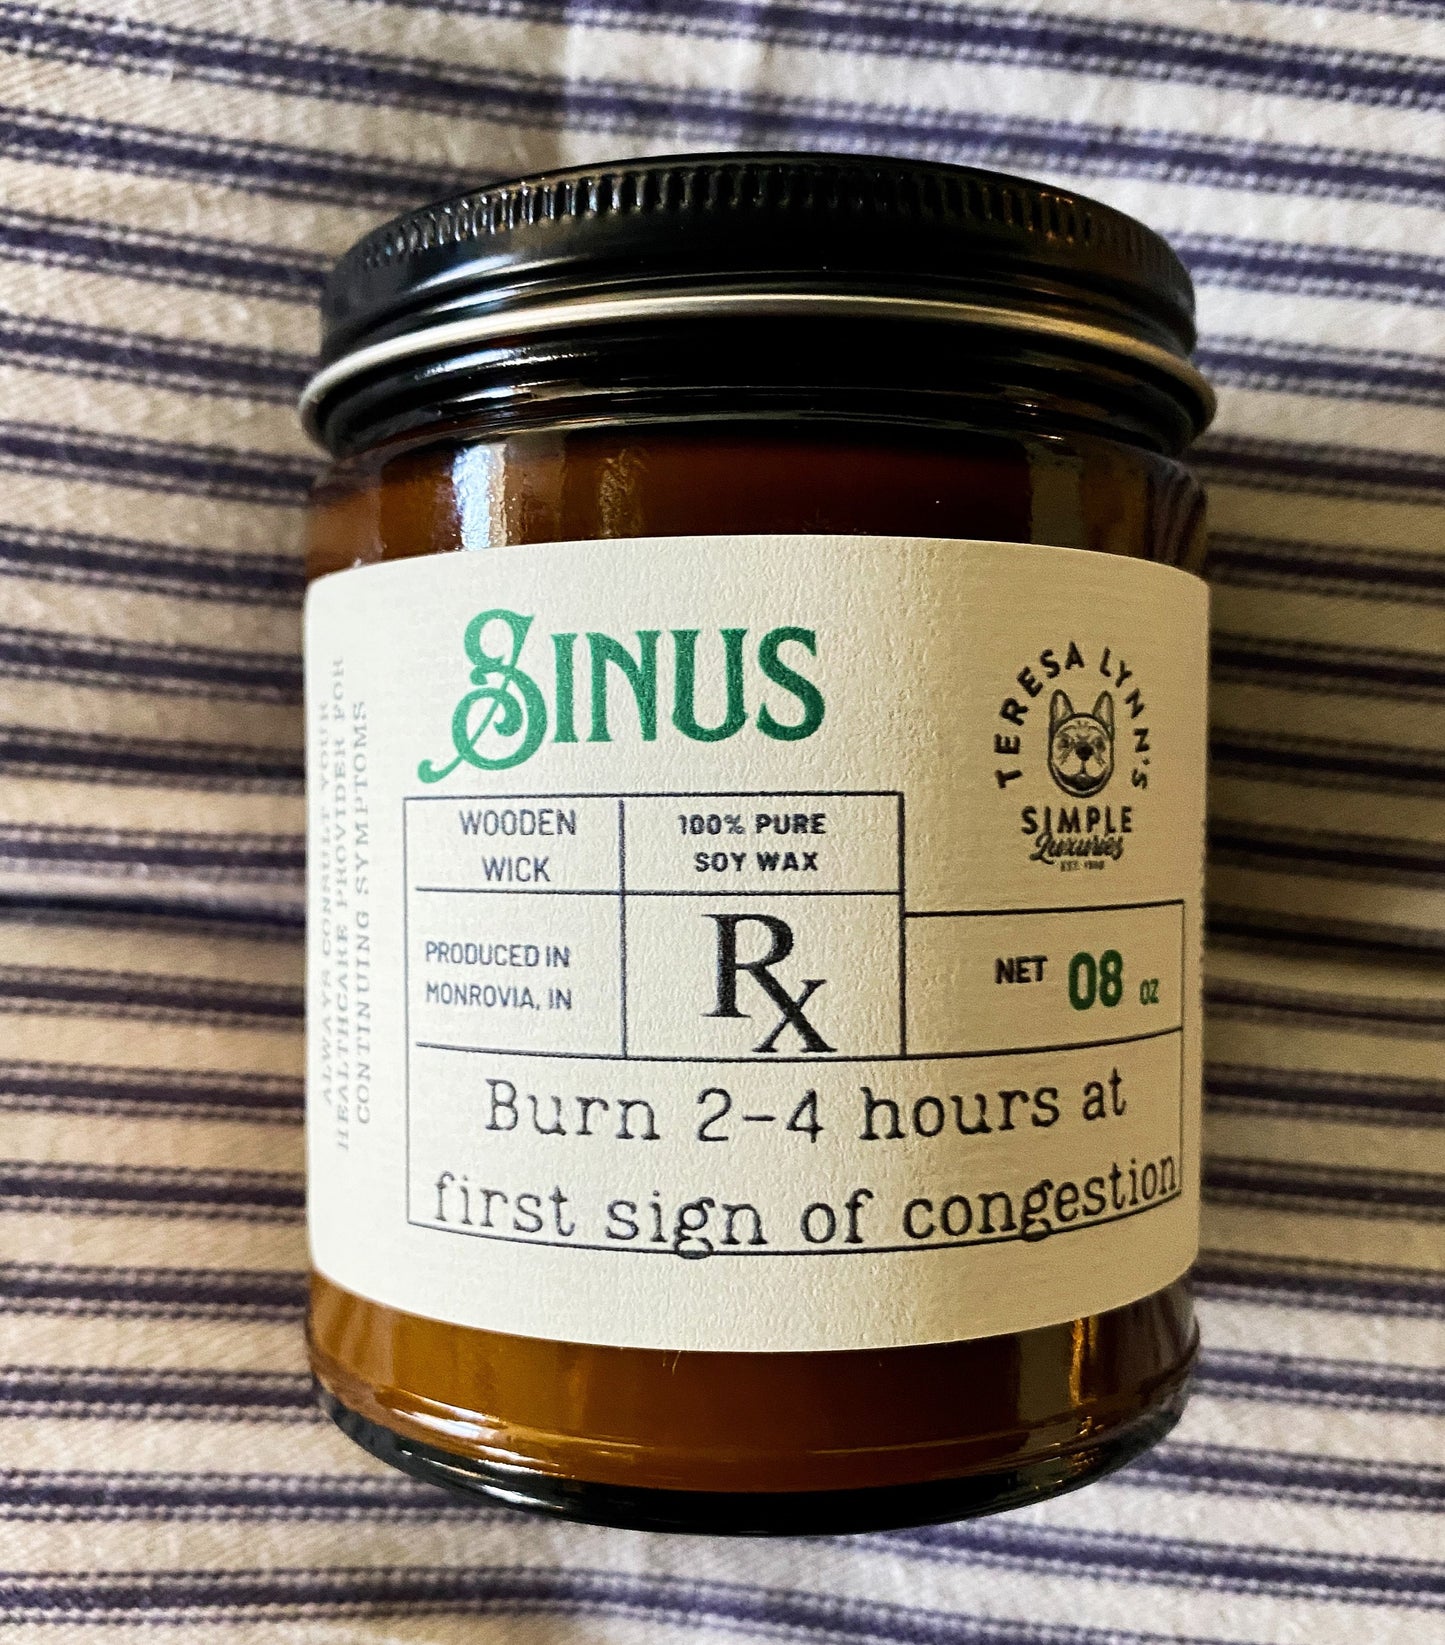 SINUS
TERESA LYNN'S
SIMPLE
Luxuries
WOODEN
WICK
100% PURE
SOY WAX
PRODUCED IN
MONROVIA, IN
RX
NET 08 OZ
Burn 2-4 hours at
first sign of congestion
ALWAYS CONSULT YOUR
HEALTHCARE PROVIDER FOR
CONTINUING SYMPTOMS